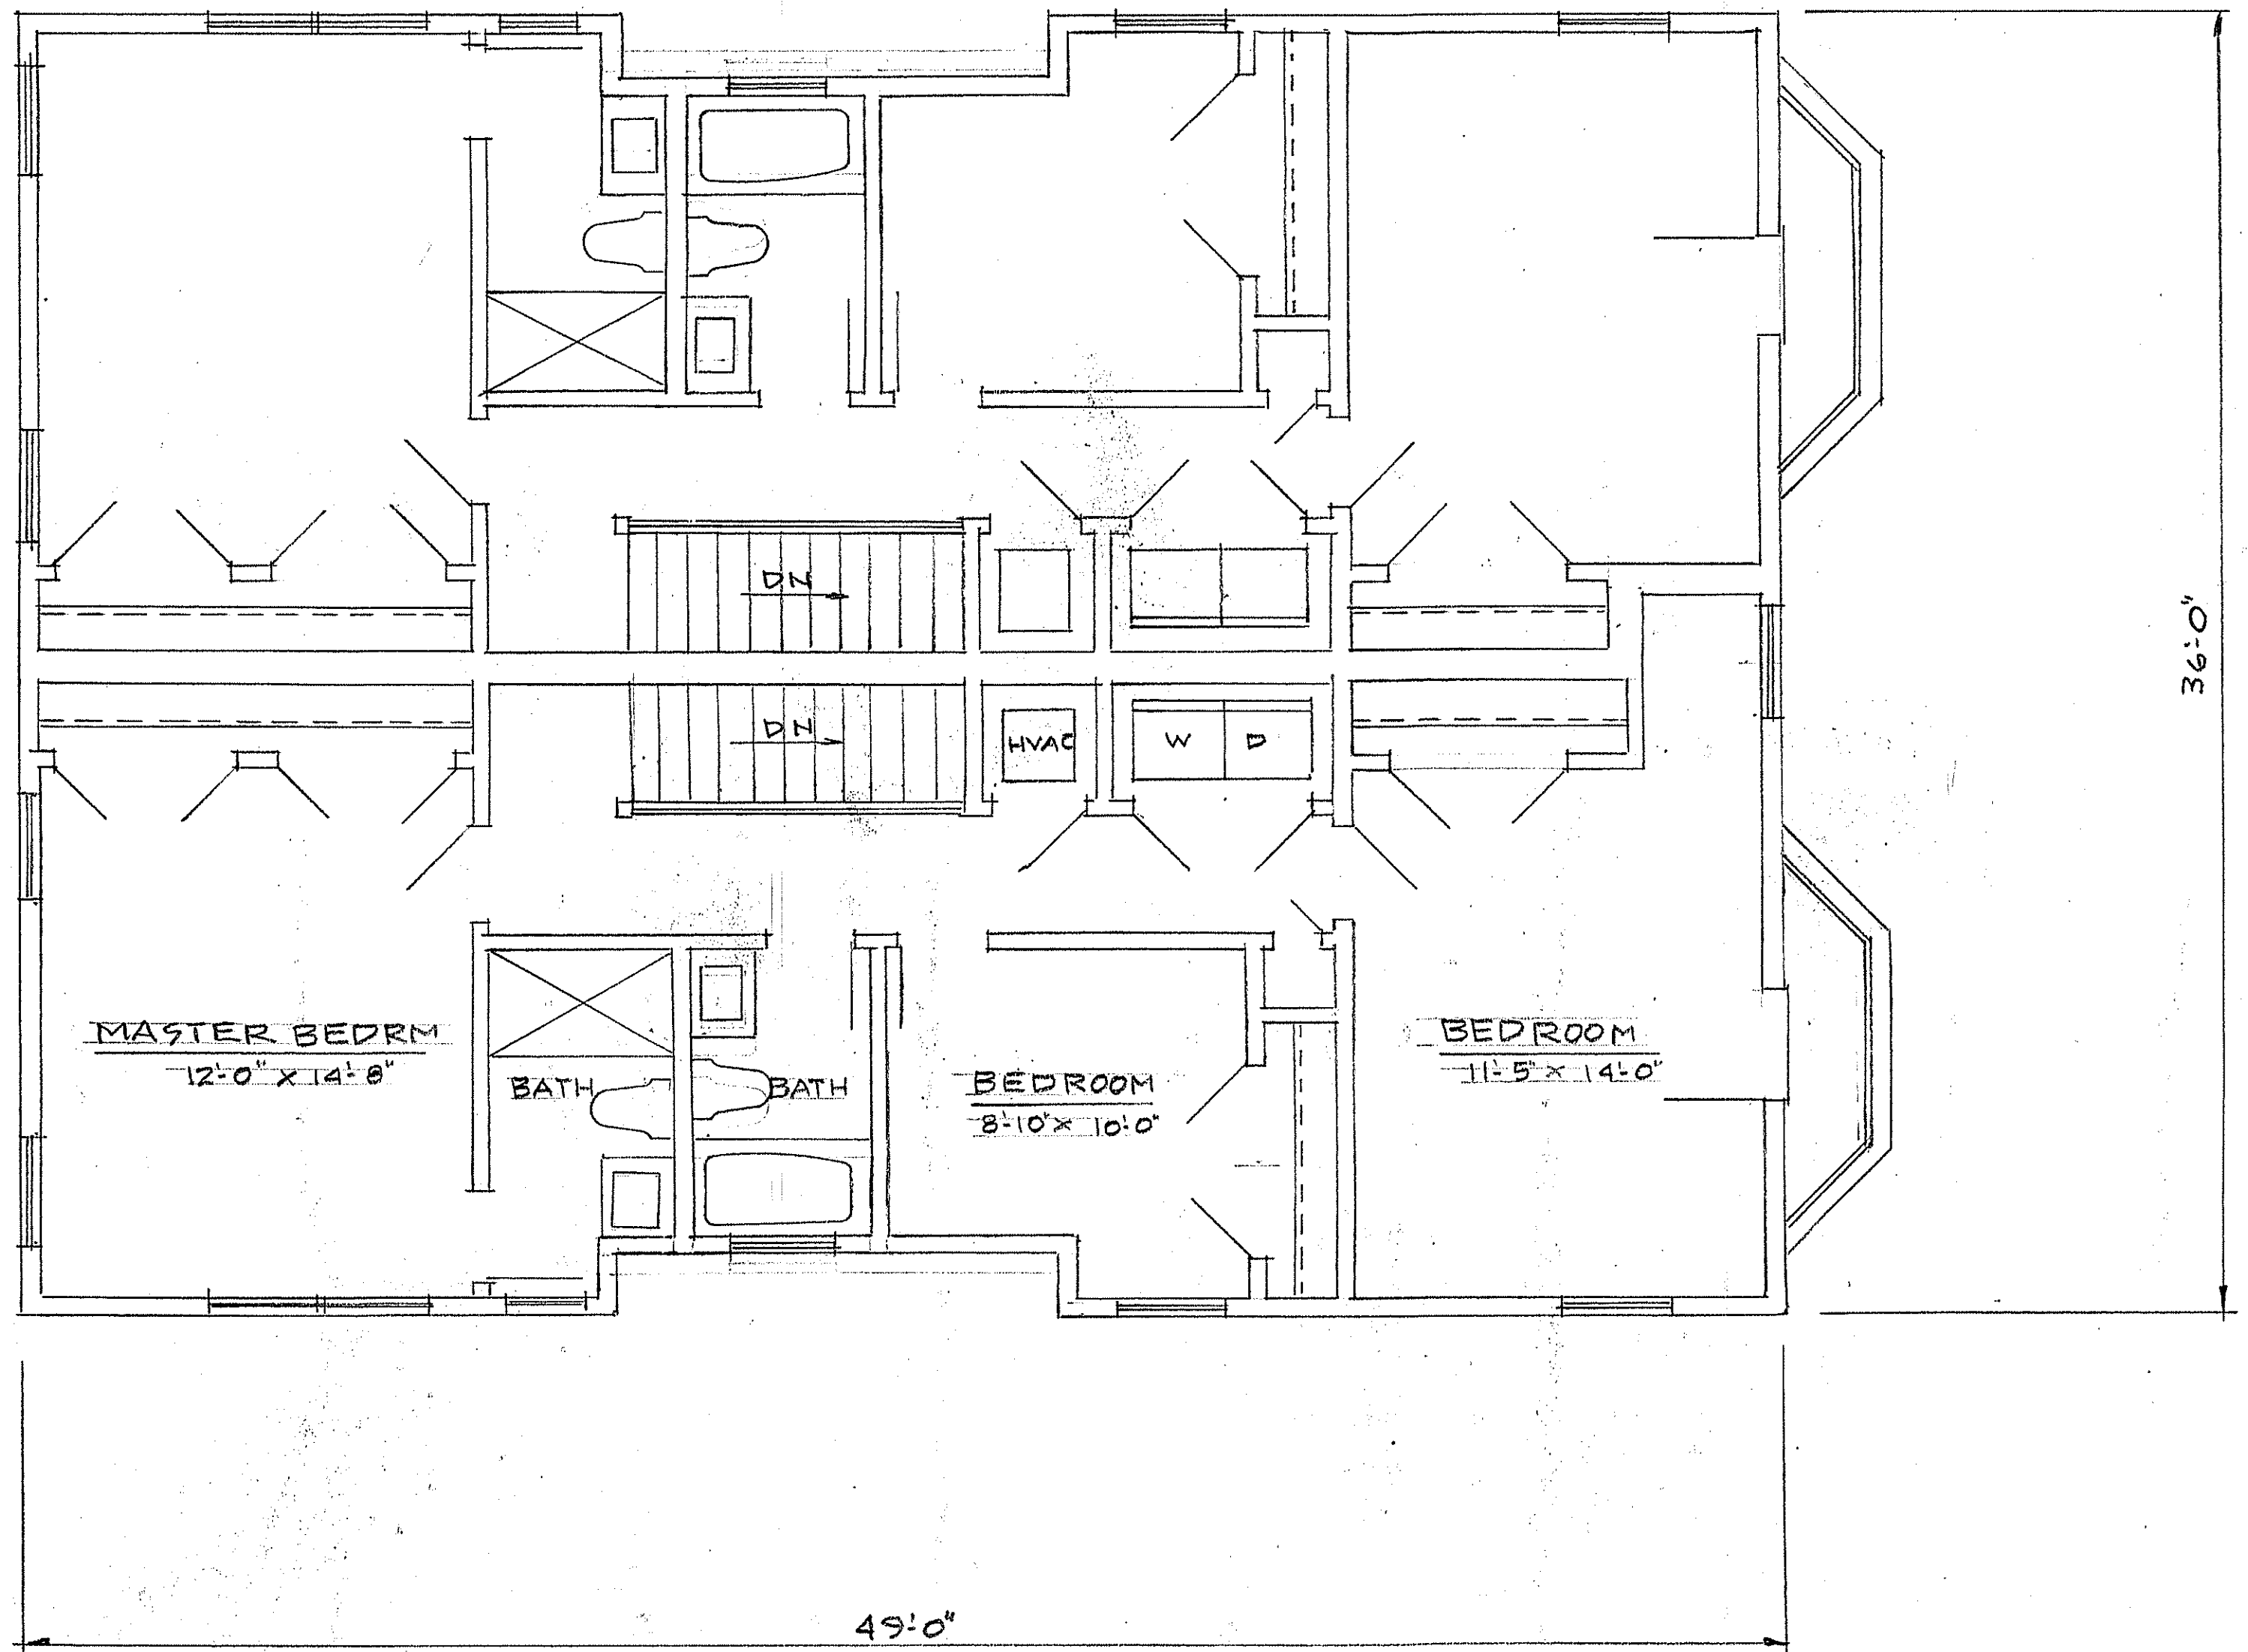 DN
36'-0"
DN
HVAC
W
D
MASTER BEDRM
12'-0" x 14'-8"
BATH
BATH
BEDROOM
8'-10" x 10'-0"
BEDROOM
11'-5" x 14'-0"
49'-0"